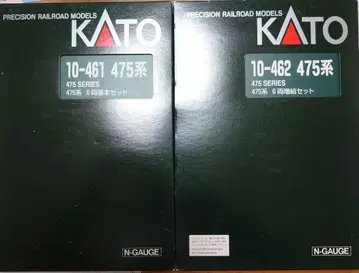 PRECISION RAILROAD MODELS
KATO
10-461 475系
475 SERIES
475系 6両基本セット
N-GAUGE
PRECISION RAILROAD MODELS
KATO
10-462 475系
475 SERIES
475系 6両増結セット
N-GAUGE